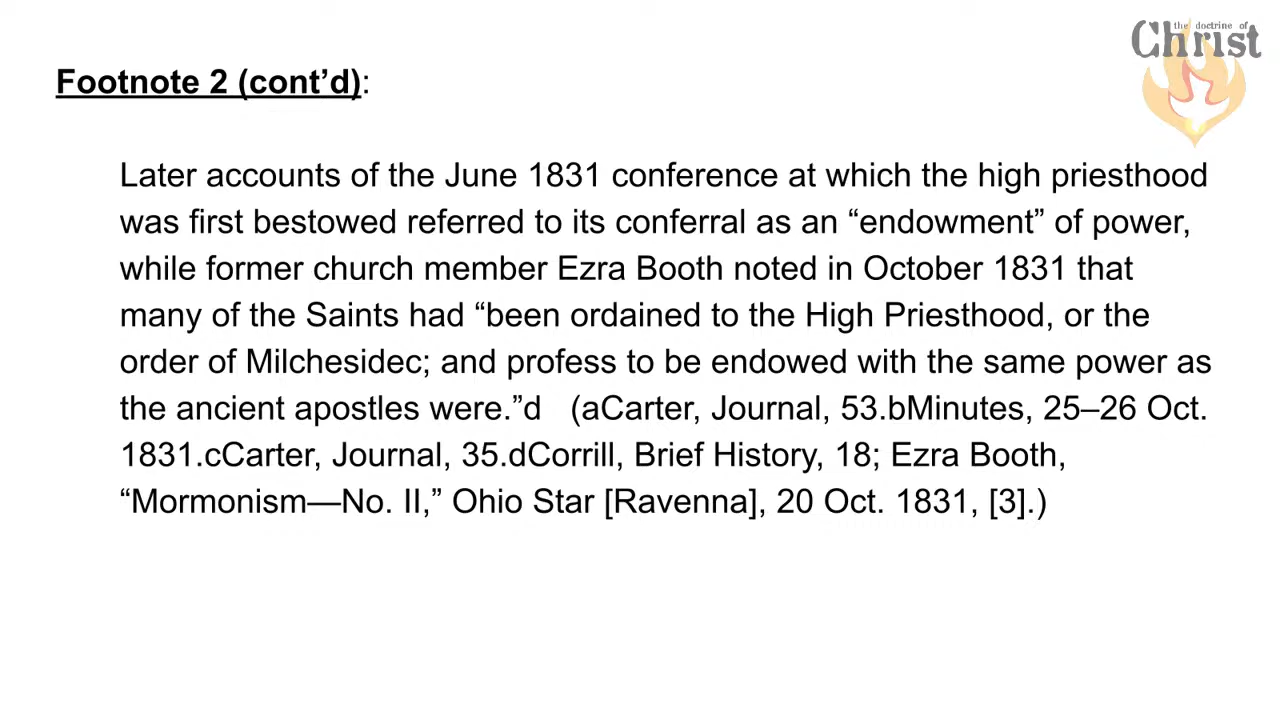 the doctrine of
Christ
Footnote 2 (cont’d):
Later accounts of the June 1831 conference at which the high priesthood
was first bestowed referred to its conferral as an “endowment” of power,
while former church member Ezra Booth noted in October 1831 that
many of the Saints had “been ordained to the High Priesthood, or the
order of Milchesidec; and profess to be endowed with the same power as
the ancient apostles were.”d (aCarter, Journal, 53.bMinutes, 25–26 Oct.
1831.cCarter, Journal, 35.dCorrill, Brief History, 18; Ezra Booth,
“Mormonism—No. II,” Ohio Star [Ravenna], 20 Oct. 1831, [3].)